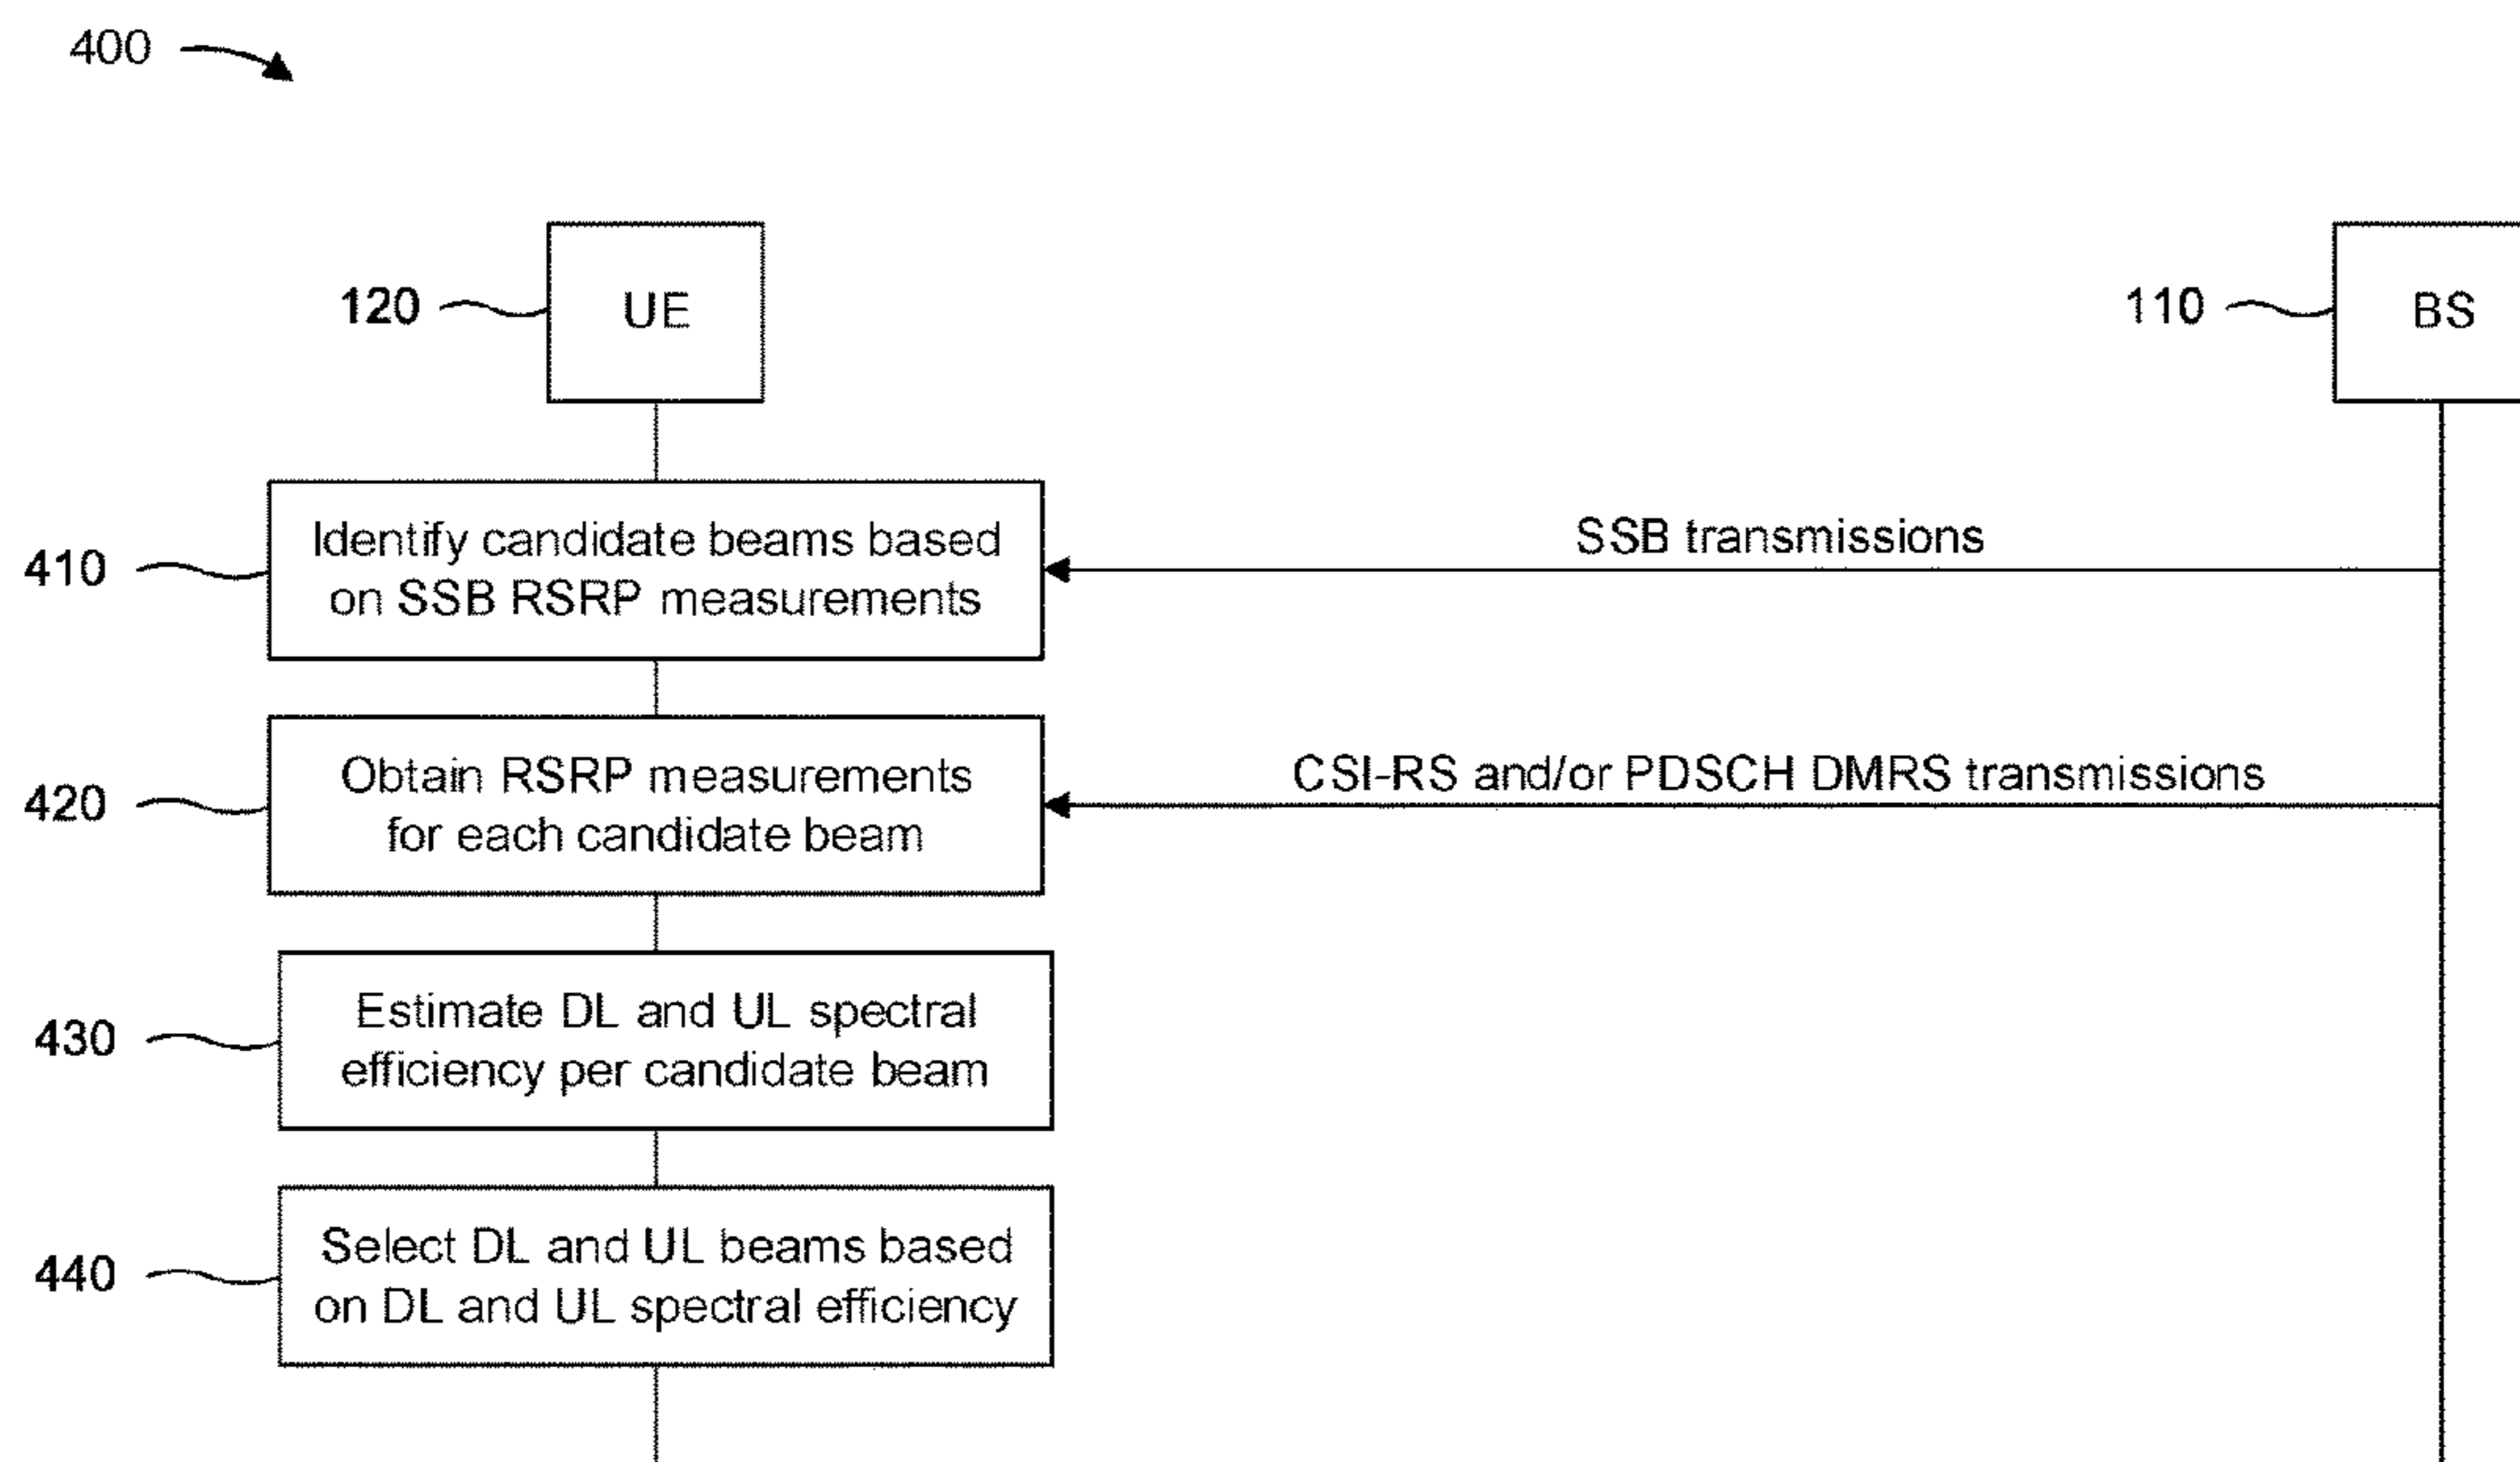 400
120
UE
110
BS
410
Identify candidate beams based
on SSB RSRP measurements
SSB transmissions
420
Obtain RSRP measurements
for each candidate beam
CSI-RS and/or PDSCH DMRS transmissions
430
Estimate DL and UL spectral
efficiency per candidate beam
440
Select DL and UL beams based
on DL and UL spectral efficiency